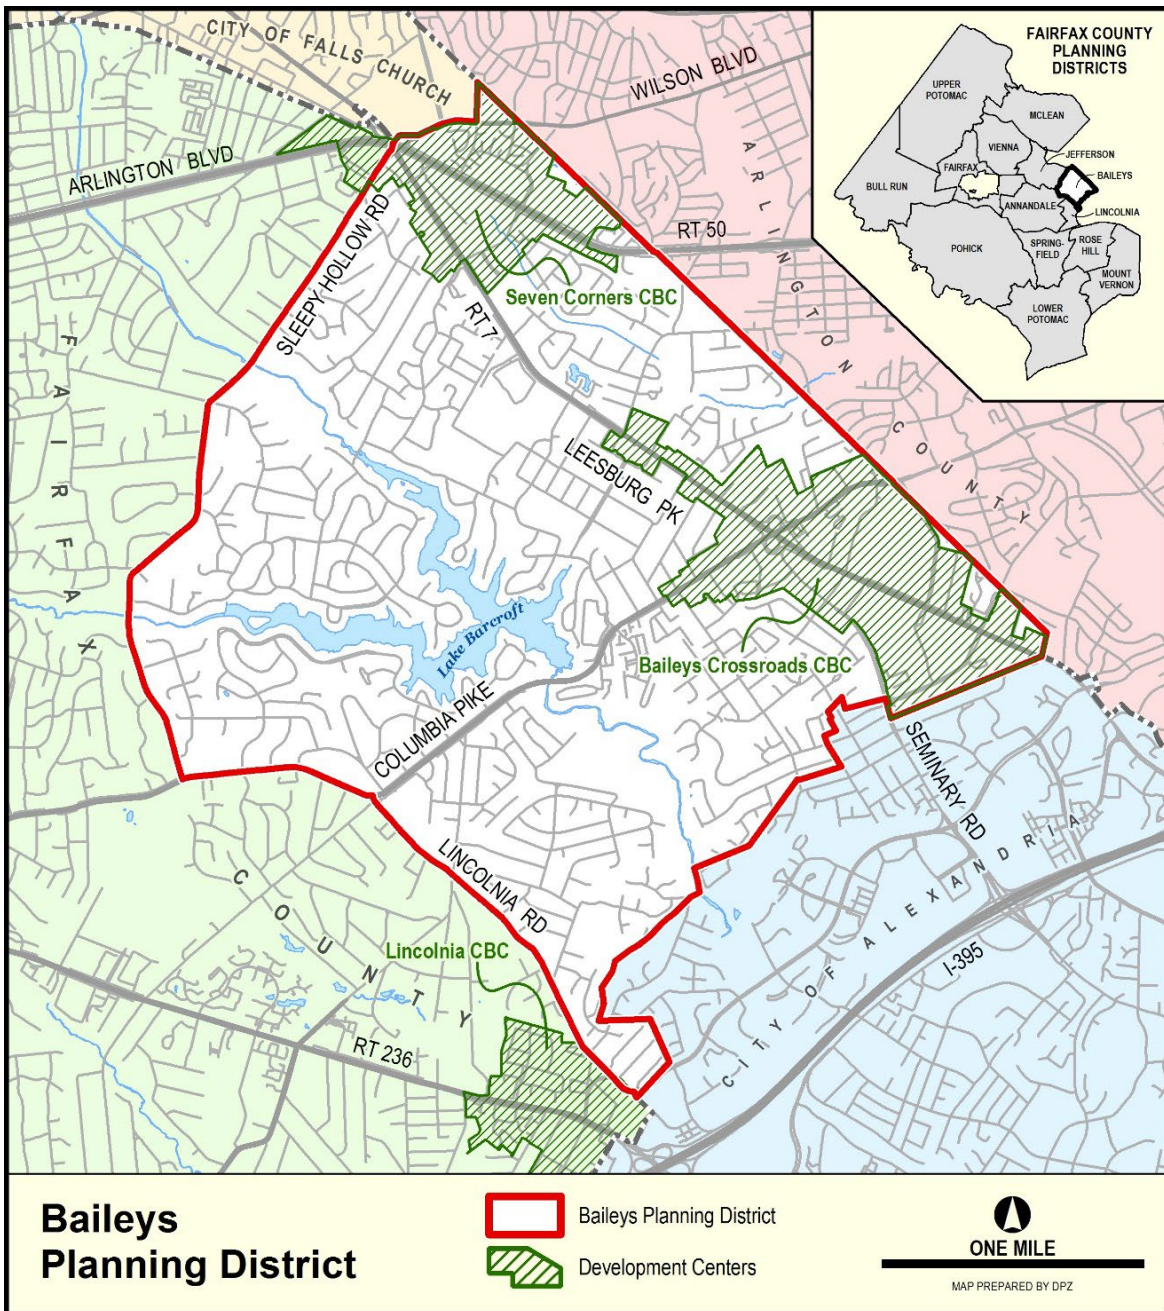 CITY OF FALLS CHURCH
WILSON BLVD
ARLINGTON BLVD
ARLINGTON COUNTY
RT 50
SLEEPY HOLLOW RD
Seven Corners CBC
RT 7
FAIRFAX
LEESBURG PK
Lake Barcroft
Baileys Crossroads CBC
COLUMBIA PIKE
SEMINARY RD
LINCOLNIA RD
CITY OF ALEXANDRIA
COUNTY
Lincolnia CBC
I-395
RT 236
FAIRFAX COUNTY
PLANNING
DISTRICTS
UPPER
POTOMAC
MCLEAN
VIENNA
JEFFERSON
FAIRFAX
BAILEYS
BULL RUN
ANNANDALE
LINCOLNIA
POHICK
SPRING-
FIELD
ROSE
HILL
MOUNT
VERNON
LOWER
POTOMAC
Baileys
Planning District
Baileys Planning District
Development Centers
ONE MILE
MAP PREPARED BY DPZ